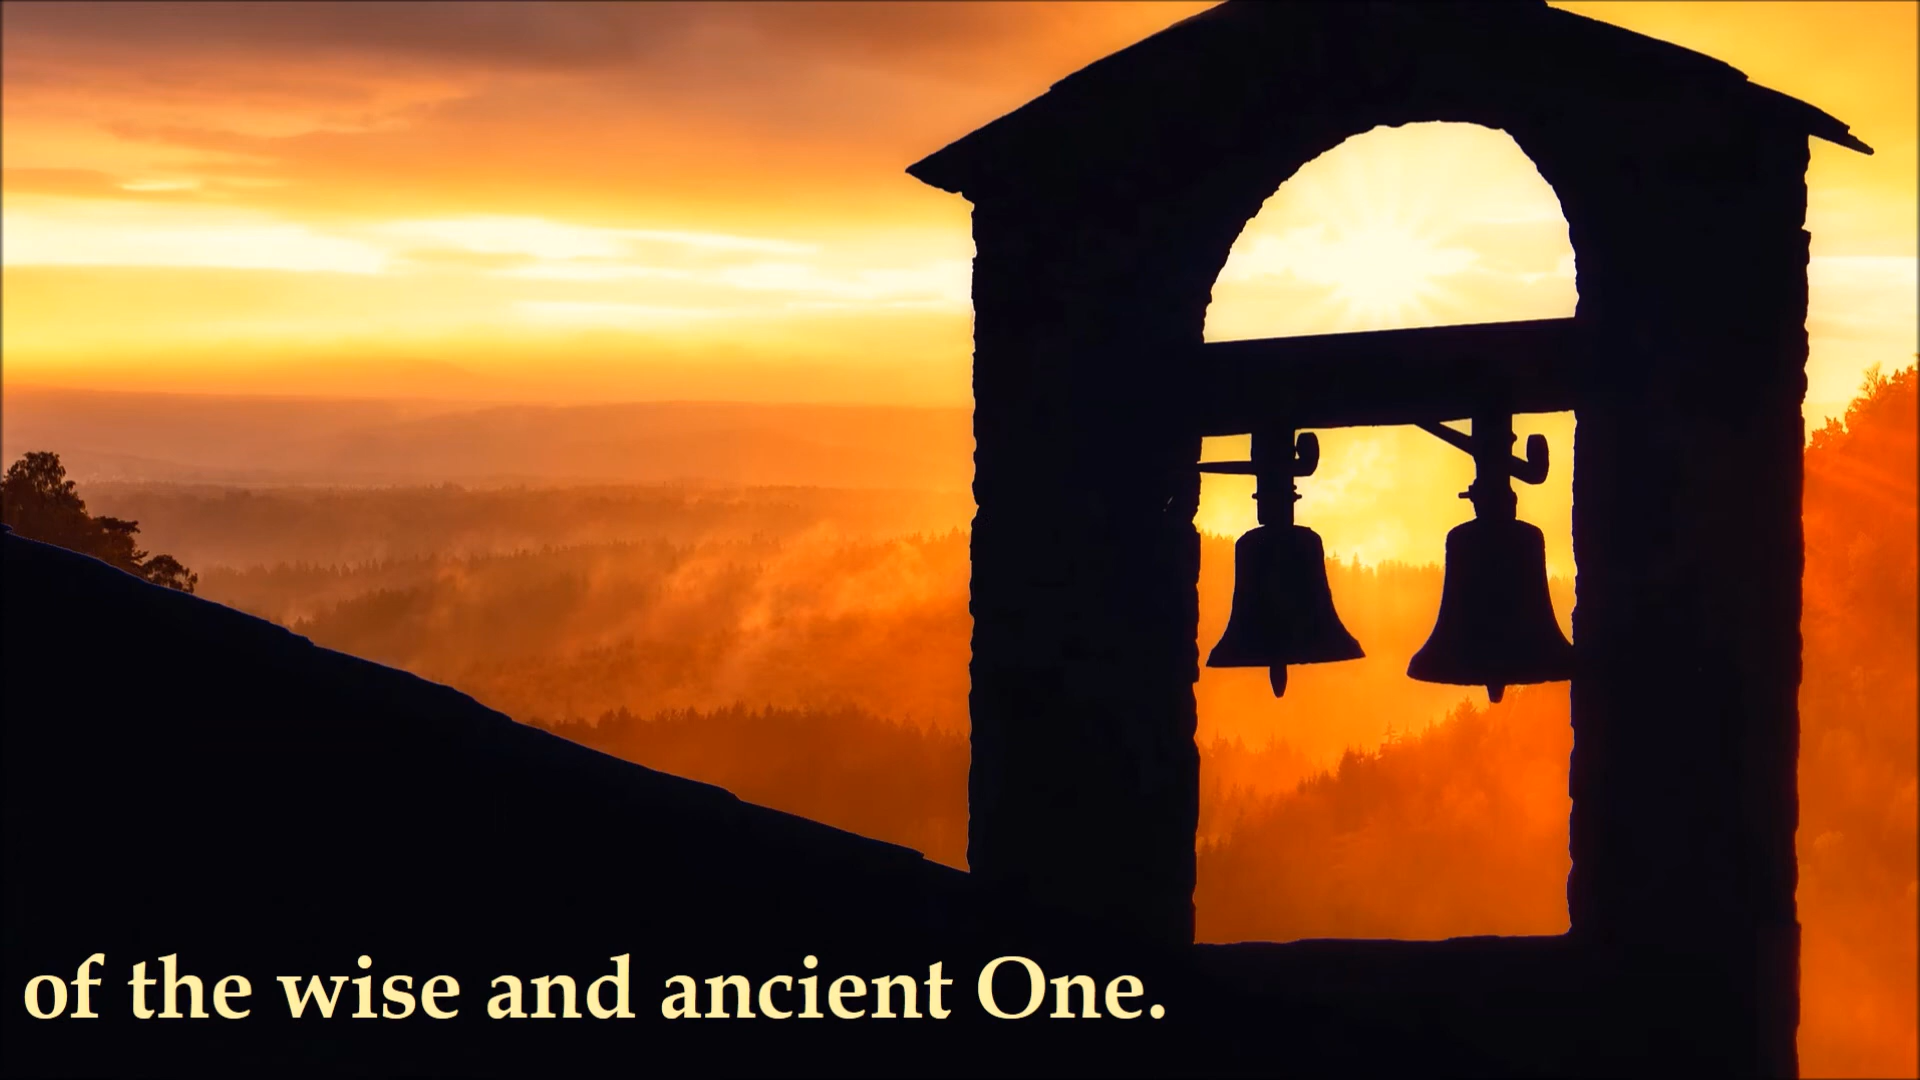 of the wise and ancient One.